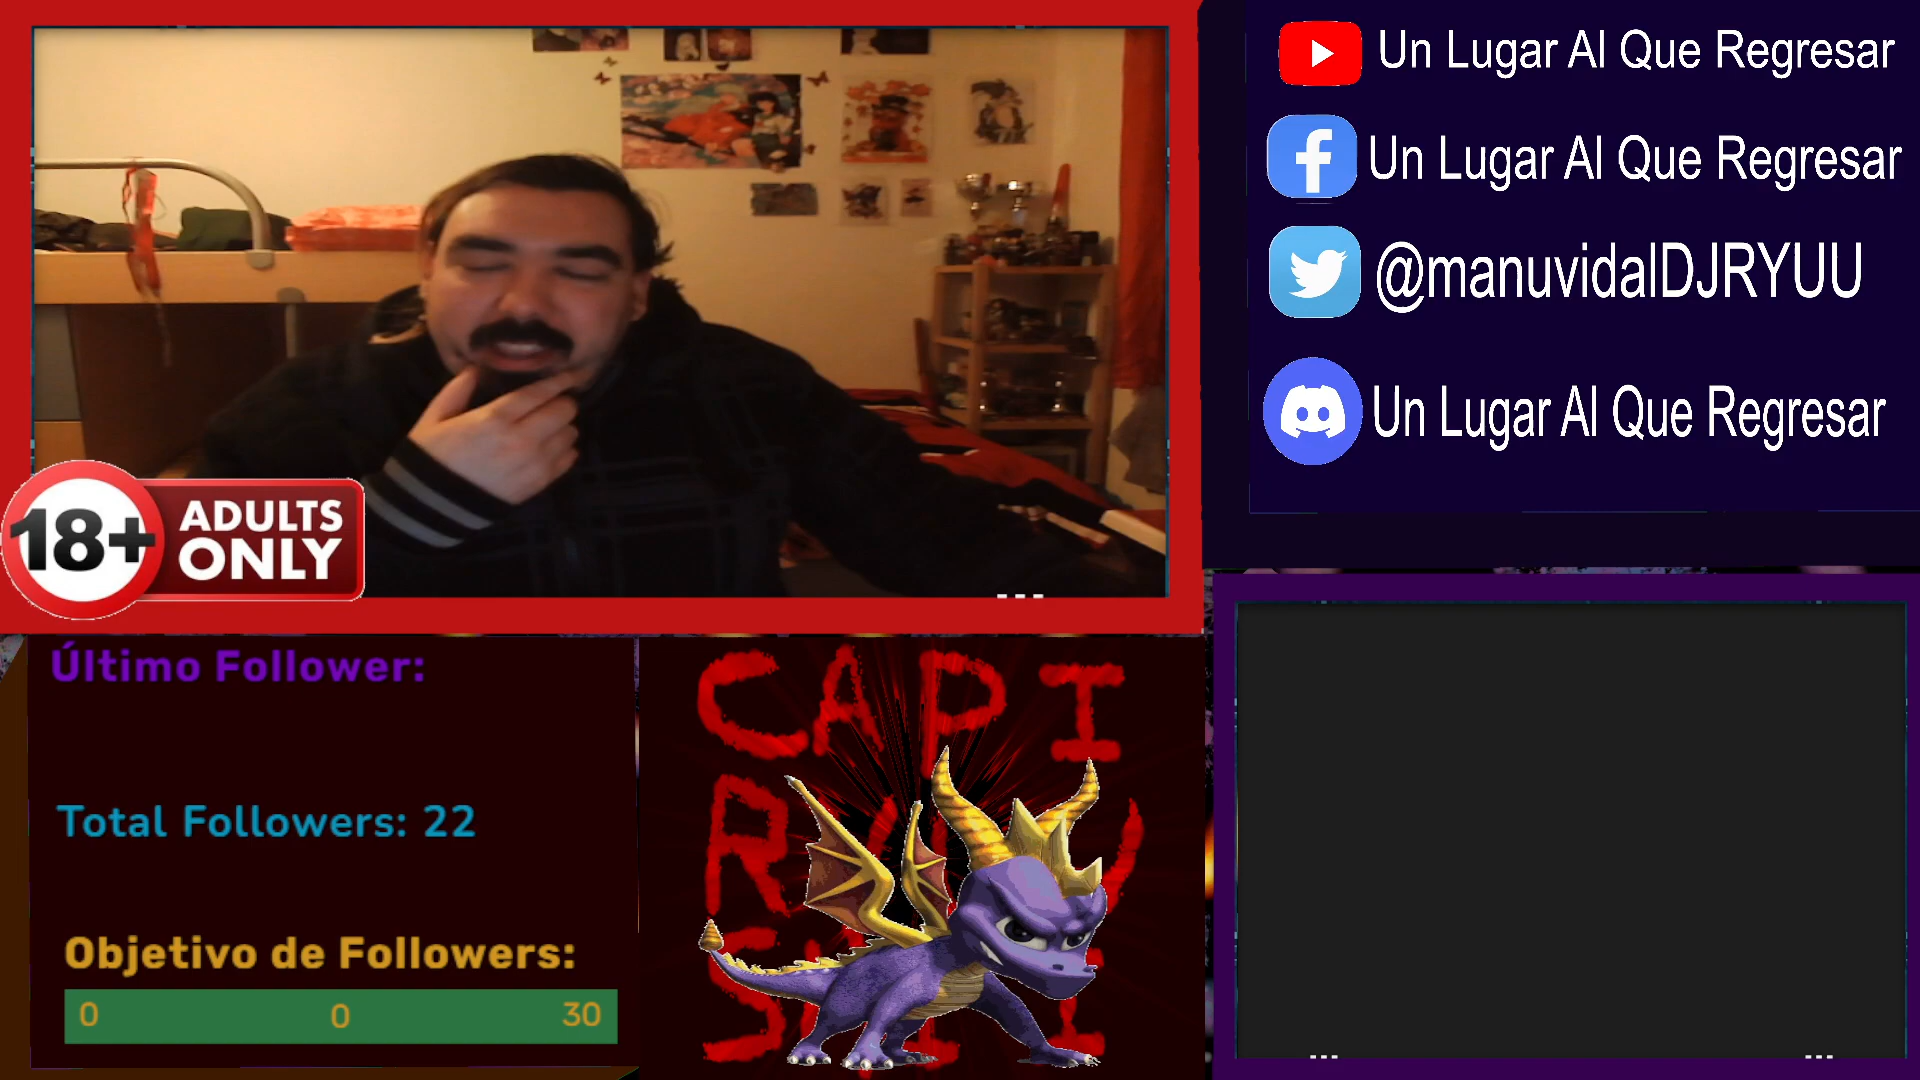 Un Lugar Al Que Regresar
Un Lugar Al Que Regresar
@manuvidalDJRYUU
Un Lugar Al Que Regresar
18+ ADULTS
ONLY
Último Follower:
Total Followers: 22
Objetivo de Followers:
0 0 30
CAPI